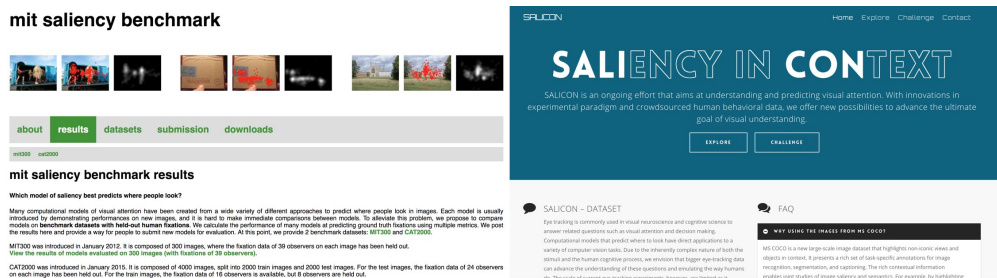 mit saliency benchmark
about results datasets submission downloads
mit300 cat2000
mit saliency benchmark results
Which model of saliency best predicts where people look?
Many computational models of visual attention have been created from a wide variety of different approaches to predict where people look in images. Each model is usually
introduced by demonstrating performances on new images, and it is hard to make immediate comparisons between models. To alleviate this problem, we propose to compare
models on benchmark datasets with held-out human fixations. We calculate the performance of many models at predicting ground truth fixations using multiple metrics. We post
the results here and provide a way for people to submit new models for evaluation. At this point, we provide 2 benchmark datasets: MIT300 and CAT2000.
MIT300 was introduced in January 2012. It is composed of 300 images, where the fixation data of 39 observers on each image has been held out.
View the results of models evaluated on 300 images (with fixations of 39 observers).
CAT2000 was introduced in January 2015. It is composed of 4000 images, split into 2000 train images and 2000 test images. For the test images, the fixation data of 24 observers
on each image has been held out. For train images, the fixation data of 16 observers is available, but 8 observers are held out.
SALICON
Home Explore Challenge Contact
SALIENCY IN CONTEXT
SALICON is an ongoing effort that aims at understanding and predicting visual attention. With innovations in
experimental paradigm and crowdsourced human behavioral data, we offer new possibilities to advance the ultimate
goal of visual understanding.
EXPLORE CHALLENGE
SALICON – DATASET
Eye tracking is commonly used in visual neuroscience and cognitive science to
answer related questions such as visual attention and decision making.
Computational models that predict where to look have direct applications to a
variety of computer vision tasks. Due to the inherently complex nature of both the
stimuli and the human cognitive process, we envision that bigger eye-tracking data
can advance the understanding of these questions and emulating the way humans
FAQ
WHY USING THE IMAGES FROM MS COCO?
MS COCO is a new large-scale image dataset that highlights non-iconic views and
objects in context. It presents a rich set of task-specific annotations for image
recognition, segmentation, and captioning. The rich contextual information
enables joint studies of image saliency and semantics. For example, by highlighting